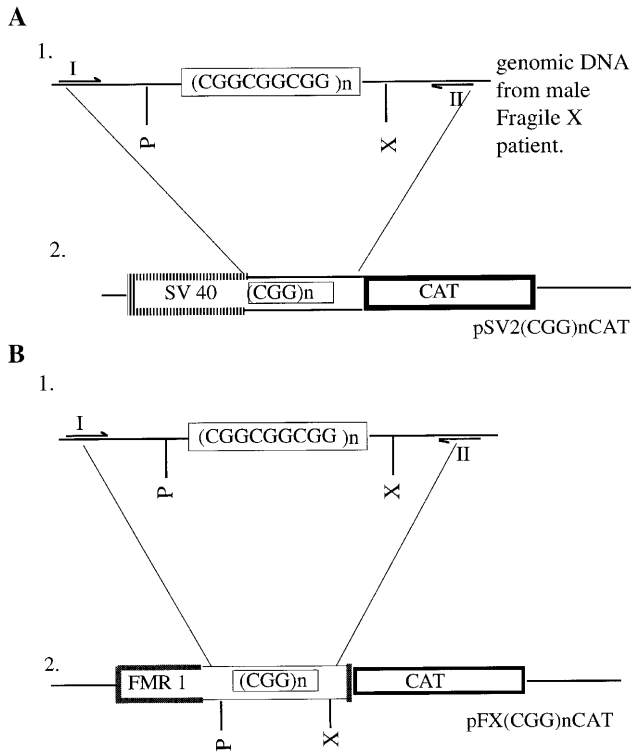 A
1.
I
(CGGCGGCGG )n
II
P
X
genomic DNA
from male
Fragile X
patient.
2.
SV 40
(CGG)n
CAT
pSV2(CGG)nCAT
B
1.
I
(CGGCGGCGG )n
II
P
X
2.
FMR 1
(CGG)n
CAT
P
X
pFX(CGG)nCAT